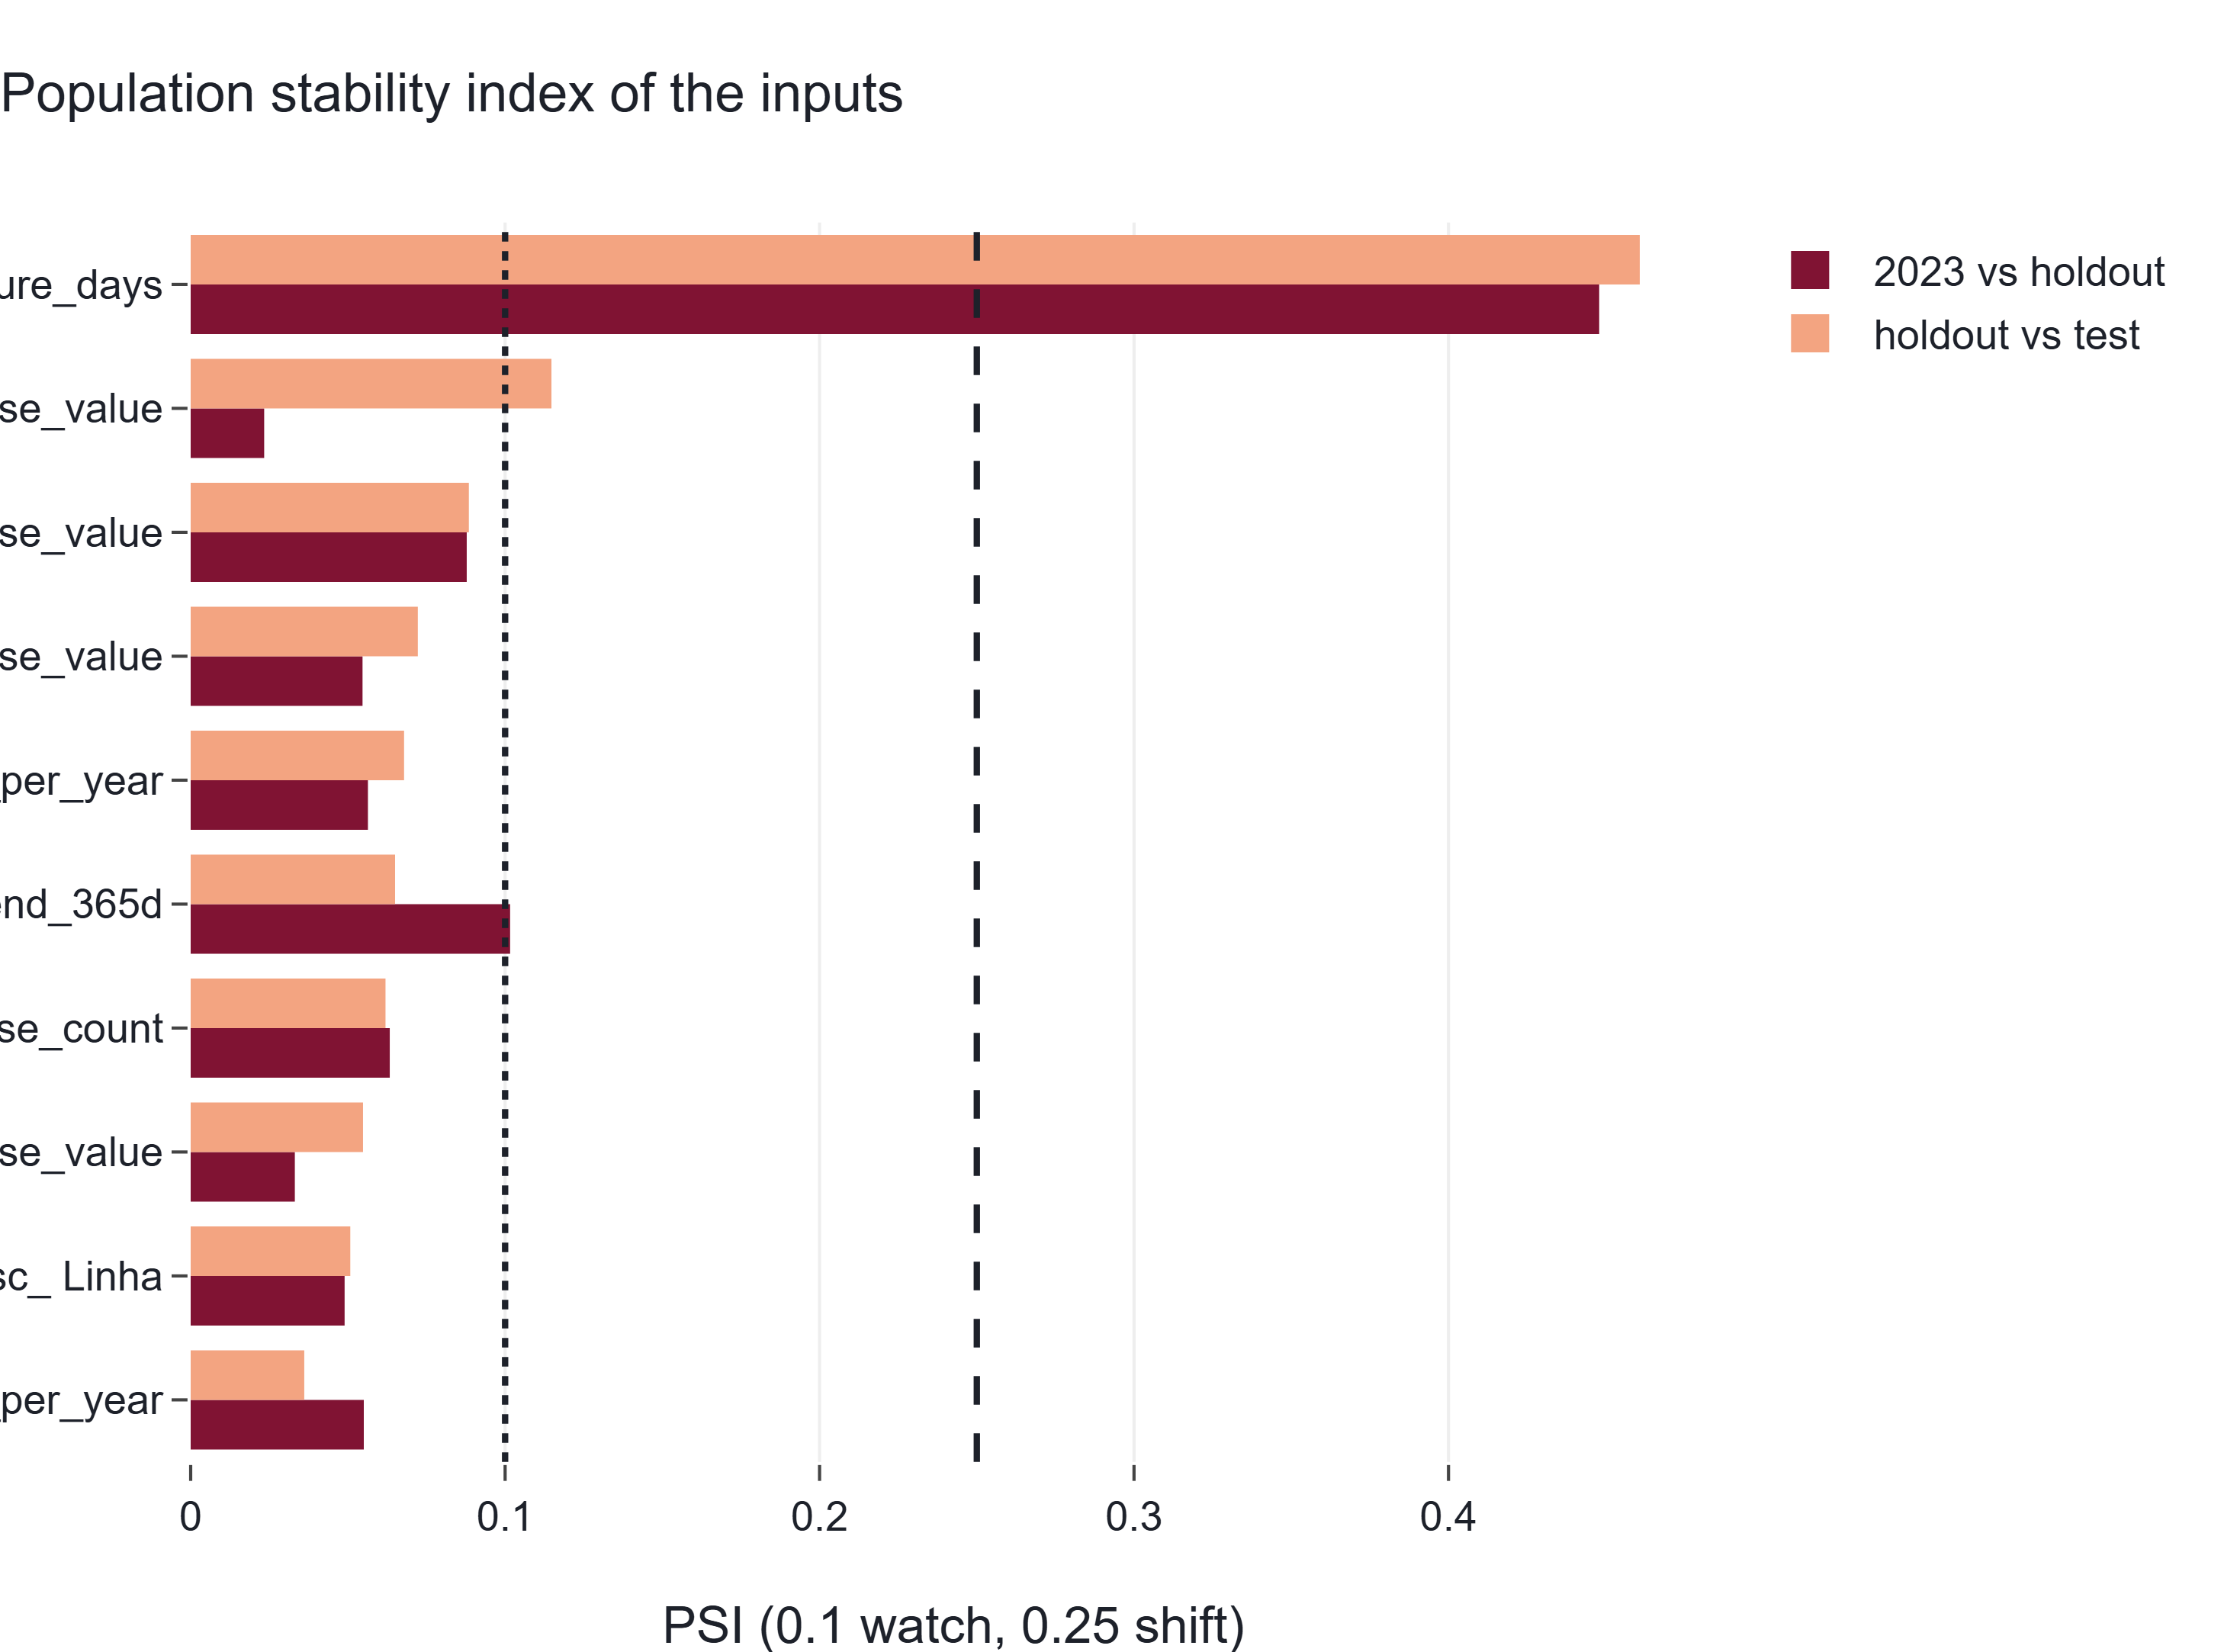 Population stability index of the inputs
ure_days
se_value
se_value
se_value
per_year
end_365d
se_count
se_value
sc_ Linha
per_year
2023 vs holdout
holdout vs test
0 0.1 0.2 0.3 0.4
PSI (0.1 watch, 0.25 shift)